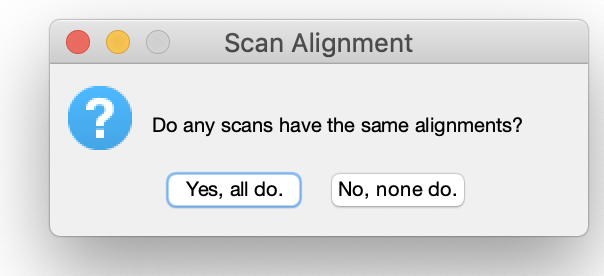 Scan Alignment
?
Do any scans have the same alignments?
Yes, all do.
No, none do.